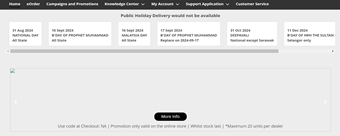 Home eOrder Campaigns and Promotions Knowledge Center My Account Support Application Customer Service
Public Holiday Delivery would not be available
31 Aug 2024
NATIONAL DAY
All State
16 Sept 2024
B'DAY OF PROPHET MUHAMMAD
All State
16 Sept 2024
MALAYSIA DAY
All State
17 Sept 2024
B'DAY OF PROPHET MUHAMMAD
Replace on 2024-09-17
31 Oct 2024
DEEPAVALI
National except Sarawak
11 Dec 2024
B'DAY OF HRH THE SULTAN
Selangor only
More info
Use code at Checkout: NA | Promotion only valid on the online store | Whilst stock last | *Maximum 20 units per dealer